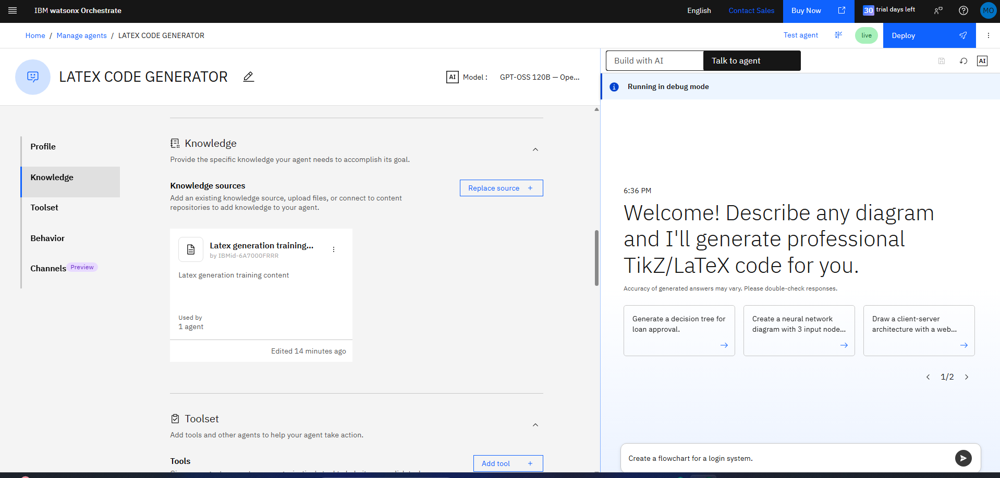 IBM watsonx Orchestrate
English
Contact Sales
Buy Now
30 trial days left
MO
Home / Manage agents / LATEX CODE GENERATOR
Test agent
live
Deploy
LATEX CODE GENERATOR
AI Model : GPT-OSS 120B — Ope...
Build with AI
Talk to agent
AI
Running in debug mode
Profile
Knowledge
Toolset
Behavior
Channels Preview
Knowledge
Provide the specific knowledge your agent needs to accomplish its goal.
Knowledge sources
Add an existing knowledge source, upload files, or connect to content
repositories to add knowledge to your agent.
Replace source +
Latex generation training...
by IBMid-6A7000FRRR
Latex generation training content
Used by
1 agent
Edited 14 minutes ago
Toolset
Add tools and other agents to help your agent take action.
Tools
Add tool +
6:36 PM
Welcome! Describe any diagram
and I'll generate professional
TikZ/LaTeX code for you.
Accuracy of generated answers may vary. Please double-check responses.
Generate a decision tree for
loan approval.
Create a neural network
diagram with 3 input node...
Draw a client-server
architecture with a web...
1/2
Create a flowchart for a login system.